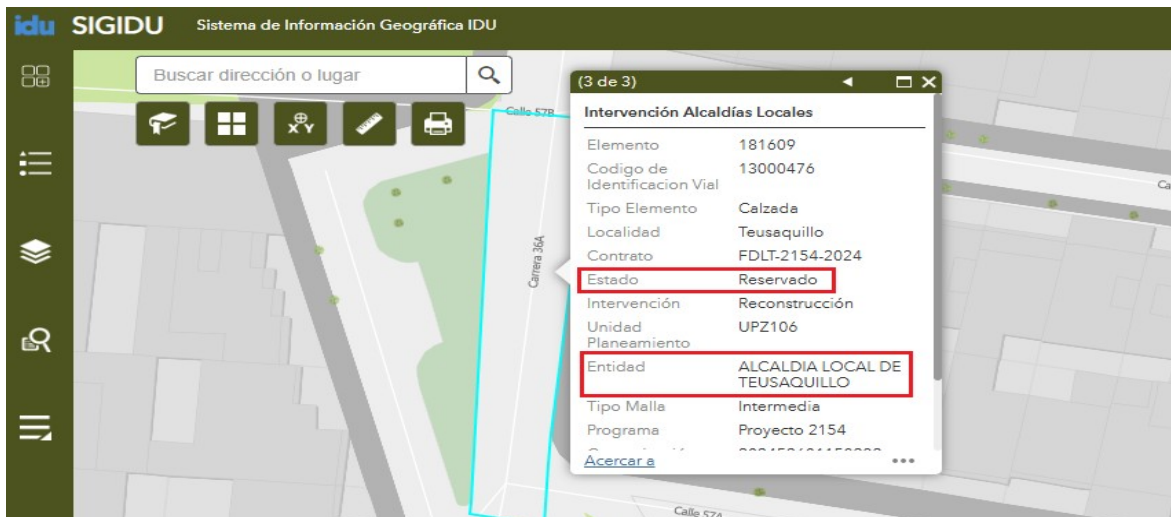 idu SIGIDU Sistema de Información Geográfica IDU
Buscar dirección o lugar
(3 de 3)
Calle 57B
Intervención Alcaldías Locales
Elemento 181609
Codigo de Identificacion Vial 13000476
Tipo Elemento Calzada
Localidad Teusaquillo
Contrato FDLT-2154-2024
Estado Reservado
Intervención Reconstrucción
Unidad Planeamiento UPZ106
Entidad ALCALDIA LOCAL DE TEUSAQUILLO
Tipo Malla Intermedia
Programa Proyecto 2154
Acercar a
Carrera 36A
Ca
Calle 57A